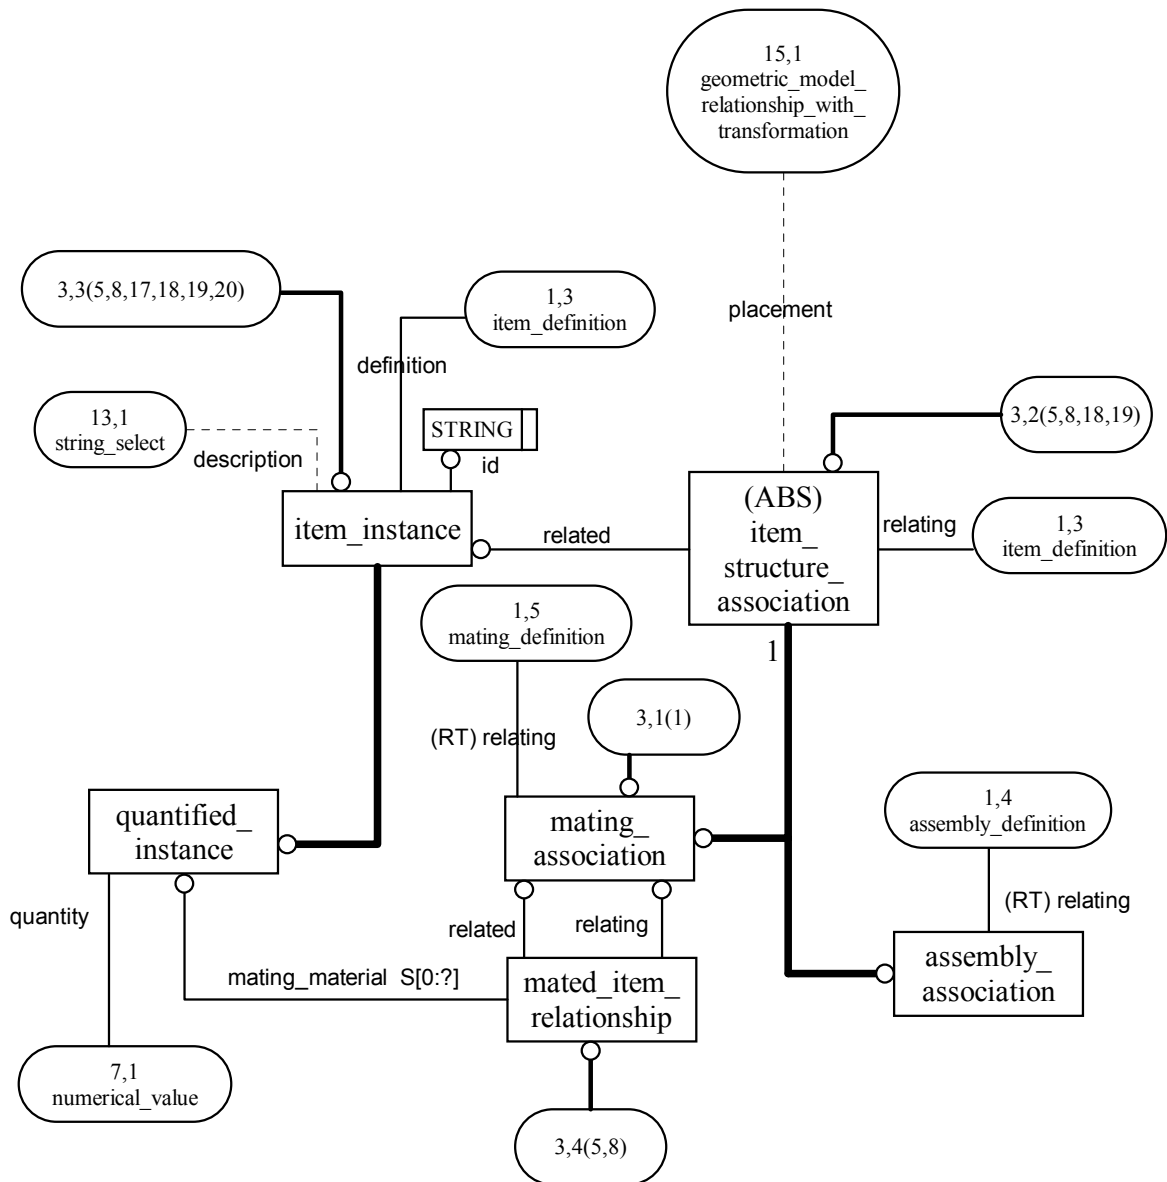 15,1
geometric_model_
relationship_with_
transformation
3,3(5,8,17,18,19,20)
1,3
item_definition
placement
definition
13,1
string_select
description
STRING
id
3,2(5,8,18,19)
item_instance
related
(ABS)
item_
structure_
association
relating
1,3
item_definition
1,5
mating_definition
1
(RT) relating
3,1(1)
quantified_
instance
mating_
association
1,4
assembly_definition
quantity
related
relating
(RT) relating
mating_material S[0:?]
mated_item_
relationship
assembly_
association
7,1
numerical_value
3,4(5,8)